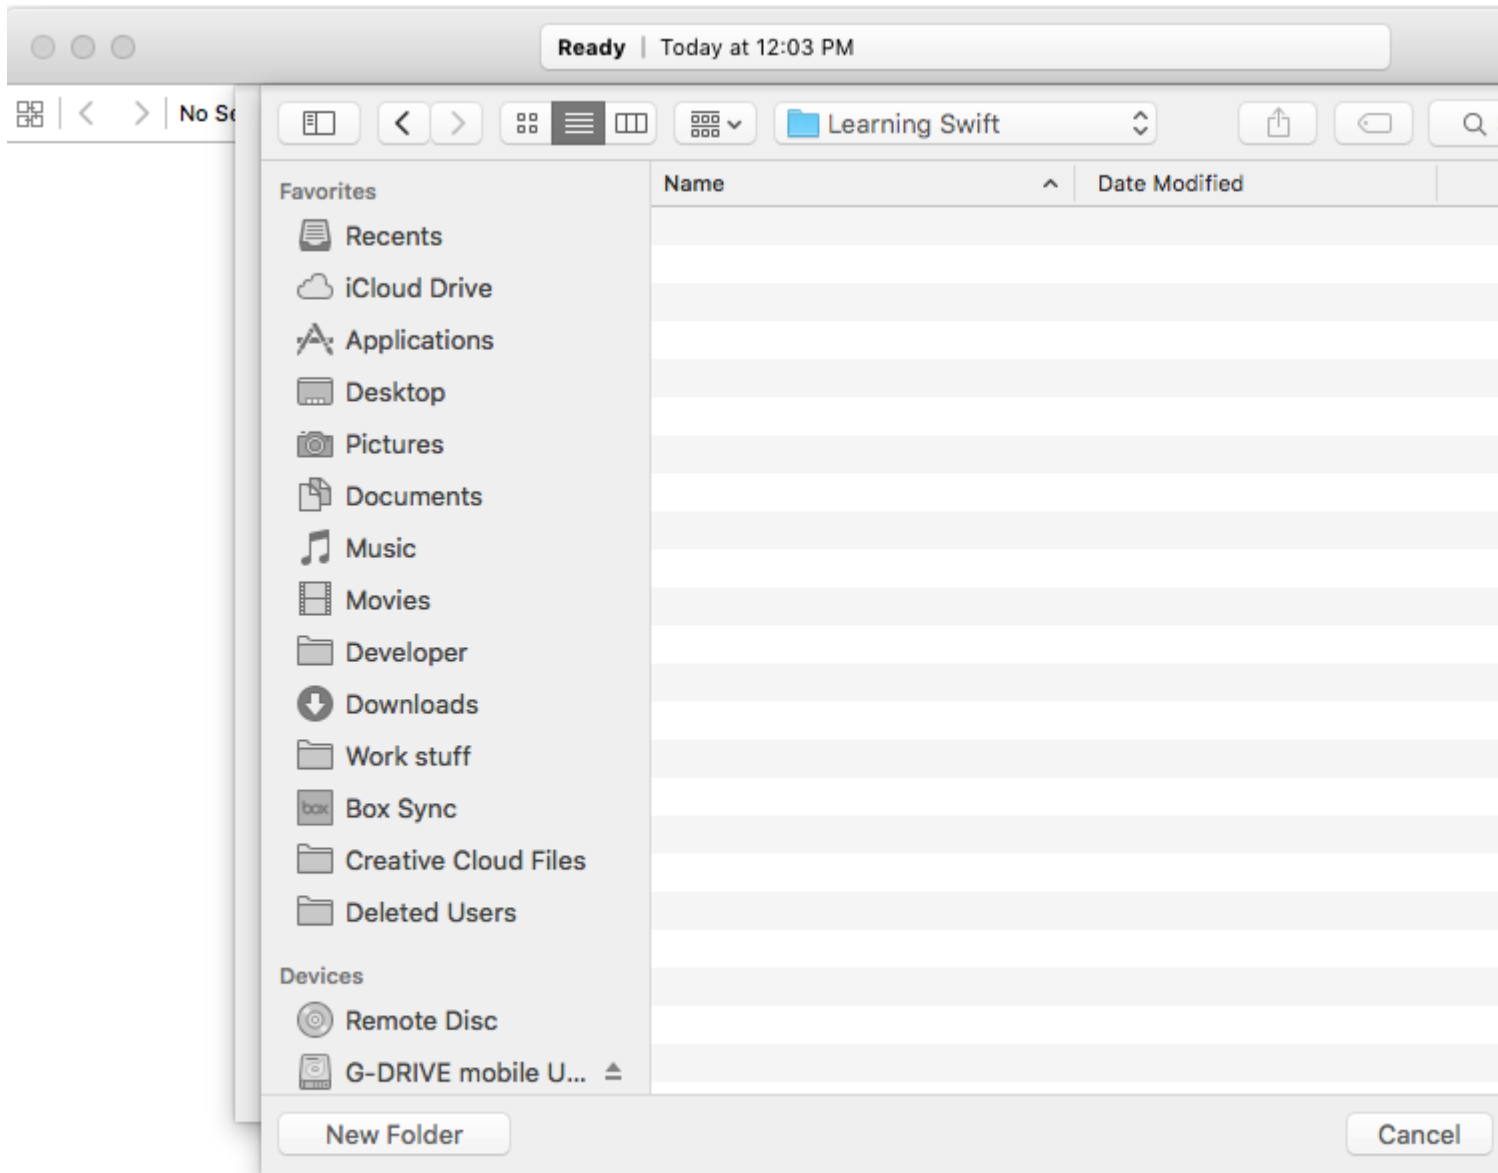 Ready | Today at 12:03 PM
No Se
Learning Swift
Name
Date Modified
Favorites
Recents
iCloud Drive
Applications
Desktop
Pictures
Documents
Music
Movies
Developer
Downloads
Work stuff
box
Box Sync
Creative Cloud Files
Deleted Users
Devices
Remote Disc
G-DRIVE mobile U...
New Folder
Cancel